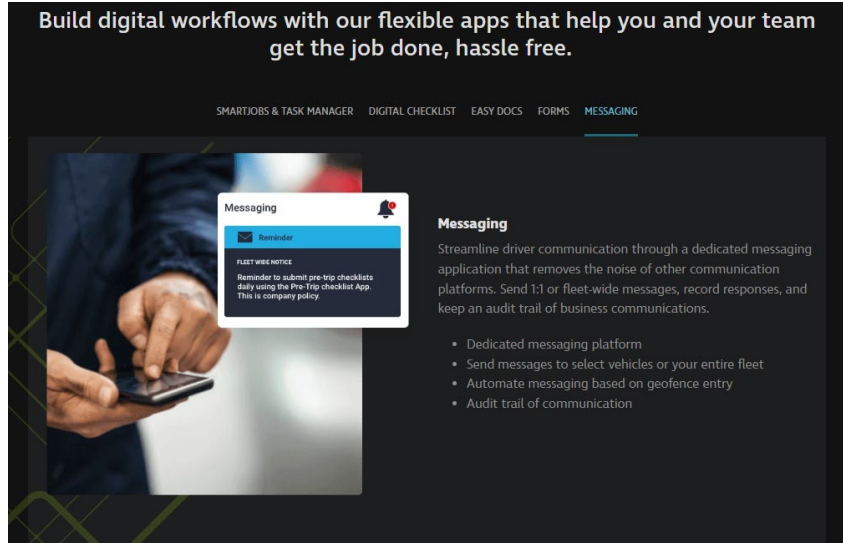 Build digital workflows with our flexible apps that help you and your team
get the job done, hassle free.
SMARTJOBS & TASK MANAGER DIGITAL CHECKLIST EASY DOCS FORMS MESSAGING
Messaging
Reminder
FLEET WIDE NOTICE
Reminder to submit pre-trip checklists
daily using the Pre-Trip checklist App.
This is company policy.
Messaging
Streamline driver communication through a dedicated messaging
application that removes the noise of other communication
platforms. Send 1:1 or fleet-wide messages, record responses, and
keep an audit trail of business communications.
• Dedicated messaging platform
• Send messages to select vehicles or your entire fleet
• Automate messaging based on geofence entry
• Audit trail of communication